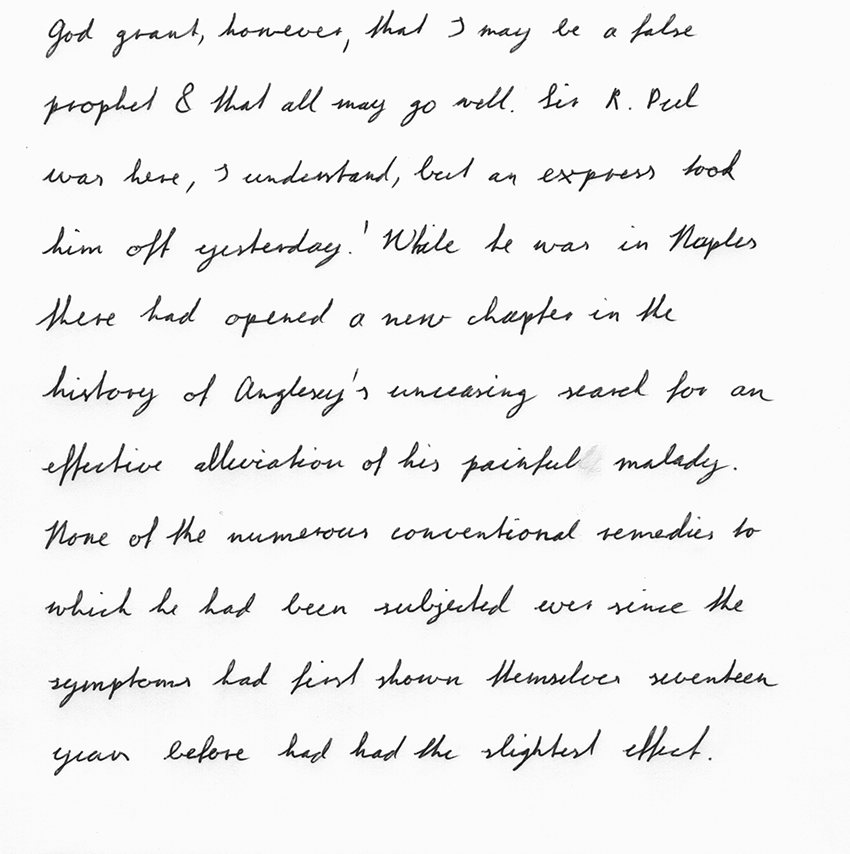 God grant, however, that I may be a false
prophet & that all may go well. Sir R. Peel
was here, I understand, but an express took
him off yesterday.' While he was in Naples
there had opened a new chapter in the
history of Anglesey's unceasing search for an
effective alleviation of his painful malady.
None of the numerous conventional remedies to
which he had been subjected ever since the
symptoms had first shown themselves seventeen
years before had had the slightest effect.